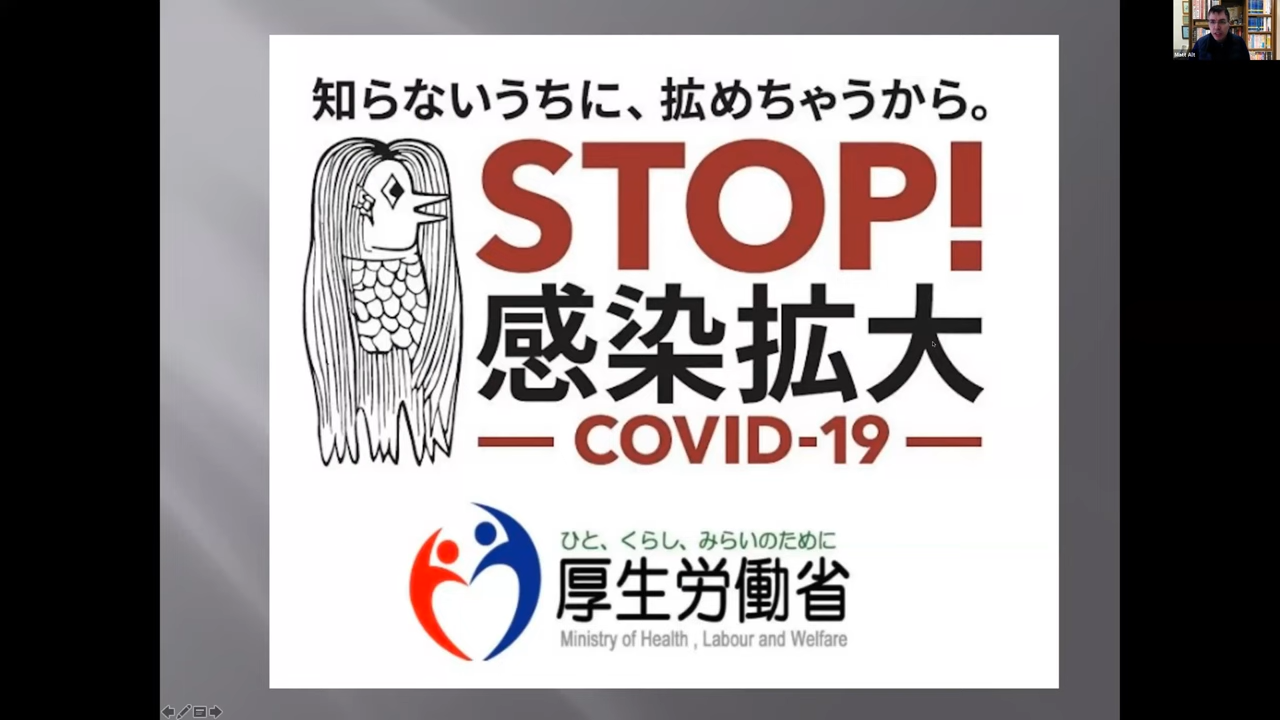 知らないうちに、拡めちゃうから。
STOP!
感染拡大
COVID-19
ひと、くらし、みらいのために
厚生労働省
Ministry of Health , Labour and Welfare
Matt Alt